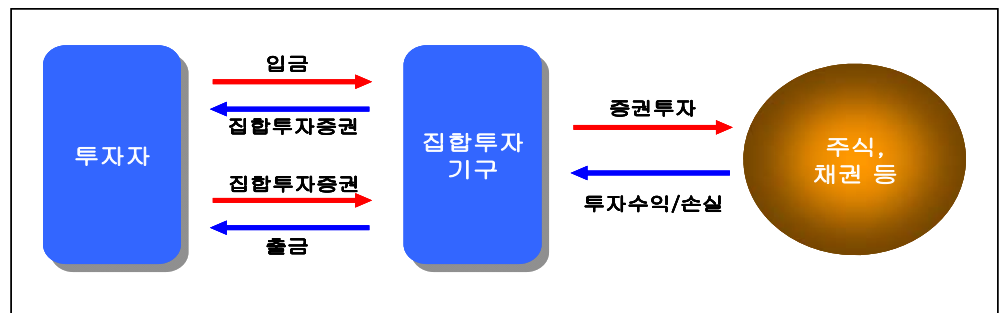 투자자
입금
집합투자증권
집합투자증권
출금
집합투자
기구
증권투자
투자수익/손실
주식,
채권 등